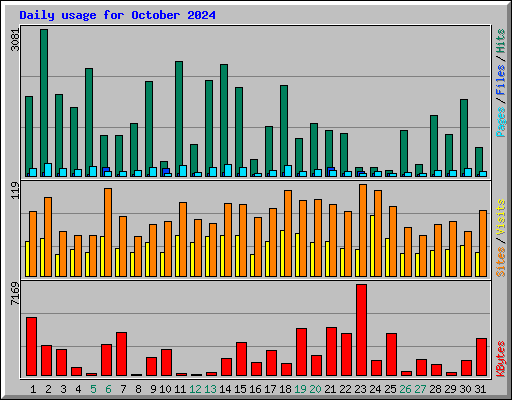 Daily usage for October 2024
3081
Pages / Files / Hits
119
Sites / Visits
7169
KBytes
1 2 3 4 5 6 7 8 9 10 11 12 13 14 15 16 17 18 19 20 21 22 23 24 25 26 27 28 29 30 31